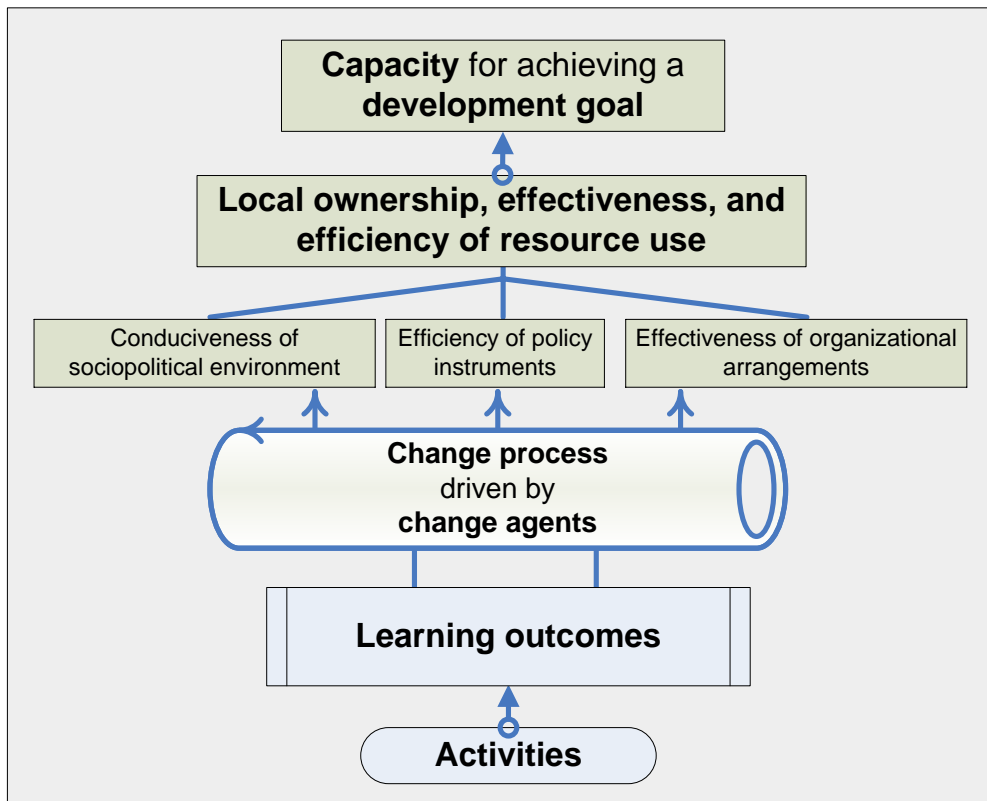 Capacity for achieving a
development goal
Local ownership, effectiveness, and
efficiency of resource use
Conduciveness of
sociopolitical environment
Efficiency of policy
instruments
Effectiveness of organizational
arrangements
Change process
driven by
change agents
Learning outcomes
Activities